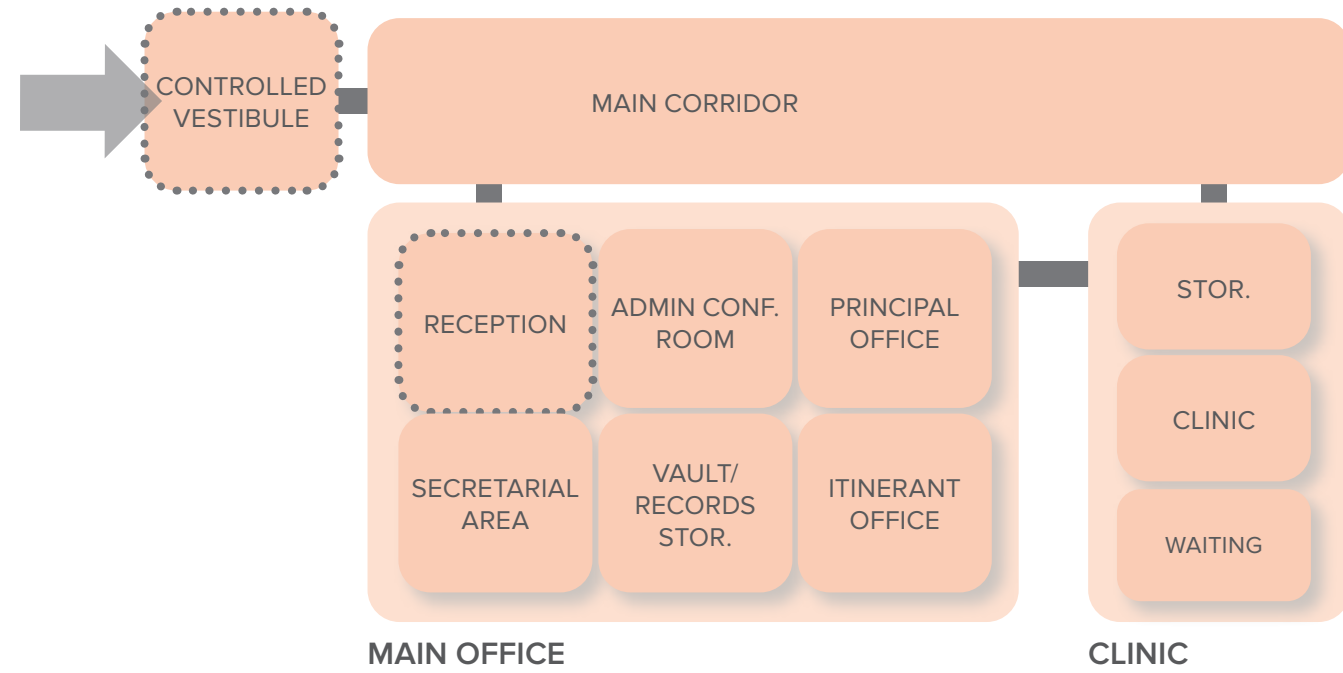 CONTROLLED
VESTIBULE
MAIN CORRIDOR
RECEPTION
ADMIN CONF.
ROOM
PRINCIPAL
OFFICE
SECRETARIAL
AREA
VAULT/
RECORDS
STOR.
ITINERANT
OFFICE
MAIN OFFICE
STOR.
CLINIC
WAITING
CLINIC